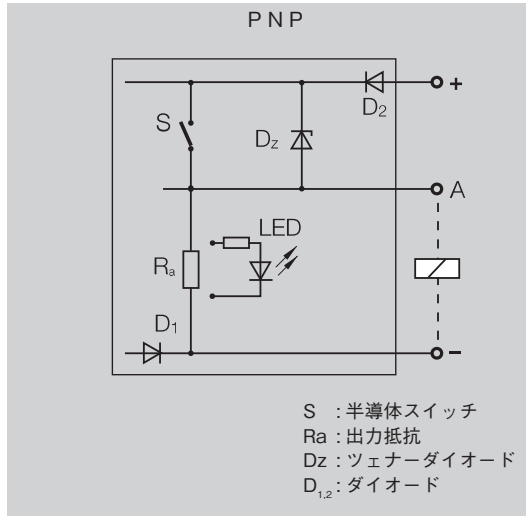 PNP
+
D2
S
Dz
A
LED
Ra
D1
−
S :半導体スイッチ
Ra:出力抵抗
Dz:ツェナーダイオード
D1,2:ダイオード